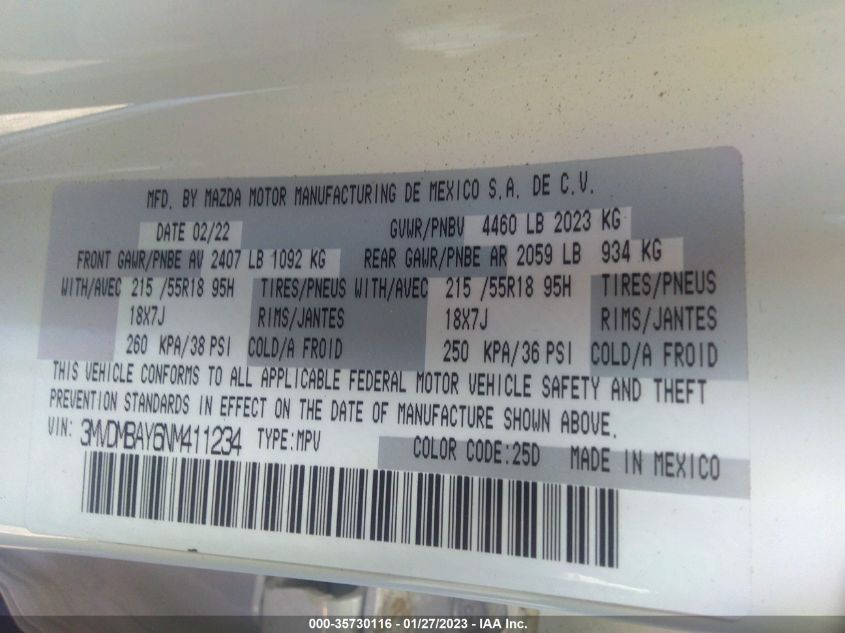 MFD. BY MAZDA MOTOR MANUFACTURING DE MEXICO S.A. DE C.V.
DATE 02/22 GVWR/PNBV 4460 LB 2023 KG
FRONT GAWR/PNBE AV 2407 LB 1092 KG REAR GAWR/PNBE AR 2059 LB 934 KG
WITH/AVEC 215 /55R18 95H TIRES/PNEUS WITH/AVEC 215 /55R18 95H TIRES/PNEUS
18X7J RIMS/JANTES 18X7J RIMS/JANTES
260 KPA/38 PSI COLD/A FROID 250 KPA/36 PSI COLD/A FROID
THIS VEHICLE CONFORMS TO ALL APPLICABLE FEDERAL MOTOR VEHICLE SAFETY AND THEFT
PREVENTION STANDARDS IN EFFECT ON THE DATE OF MANUFACTURE SHOWN ABOVE.
VIN: 3MVDMBAY6NM411234 TYPE:MPV COLOR CODE:25D MADE IN MEXICO
000-35730116 - 01/27/2023 - IAA Inc.